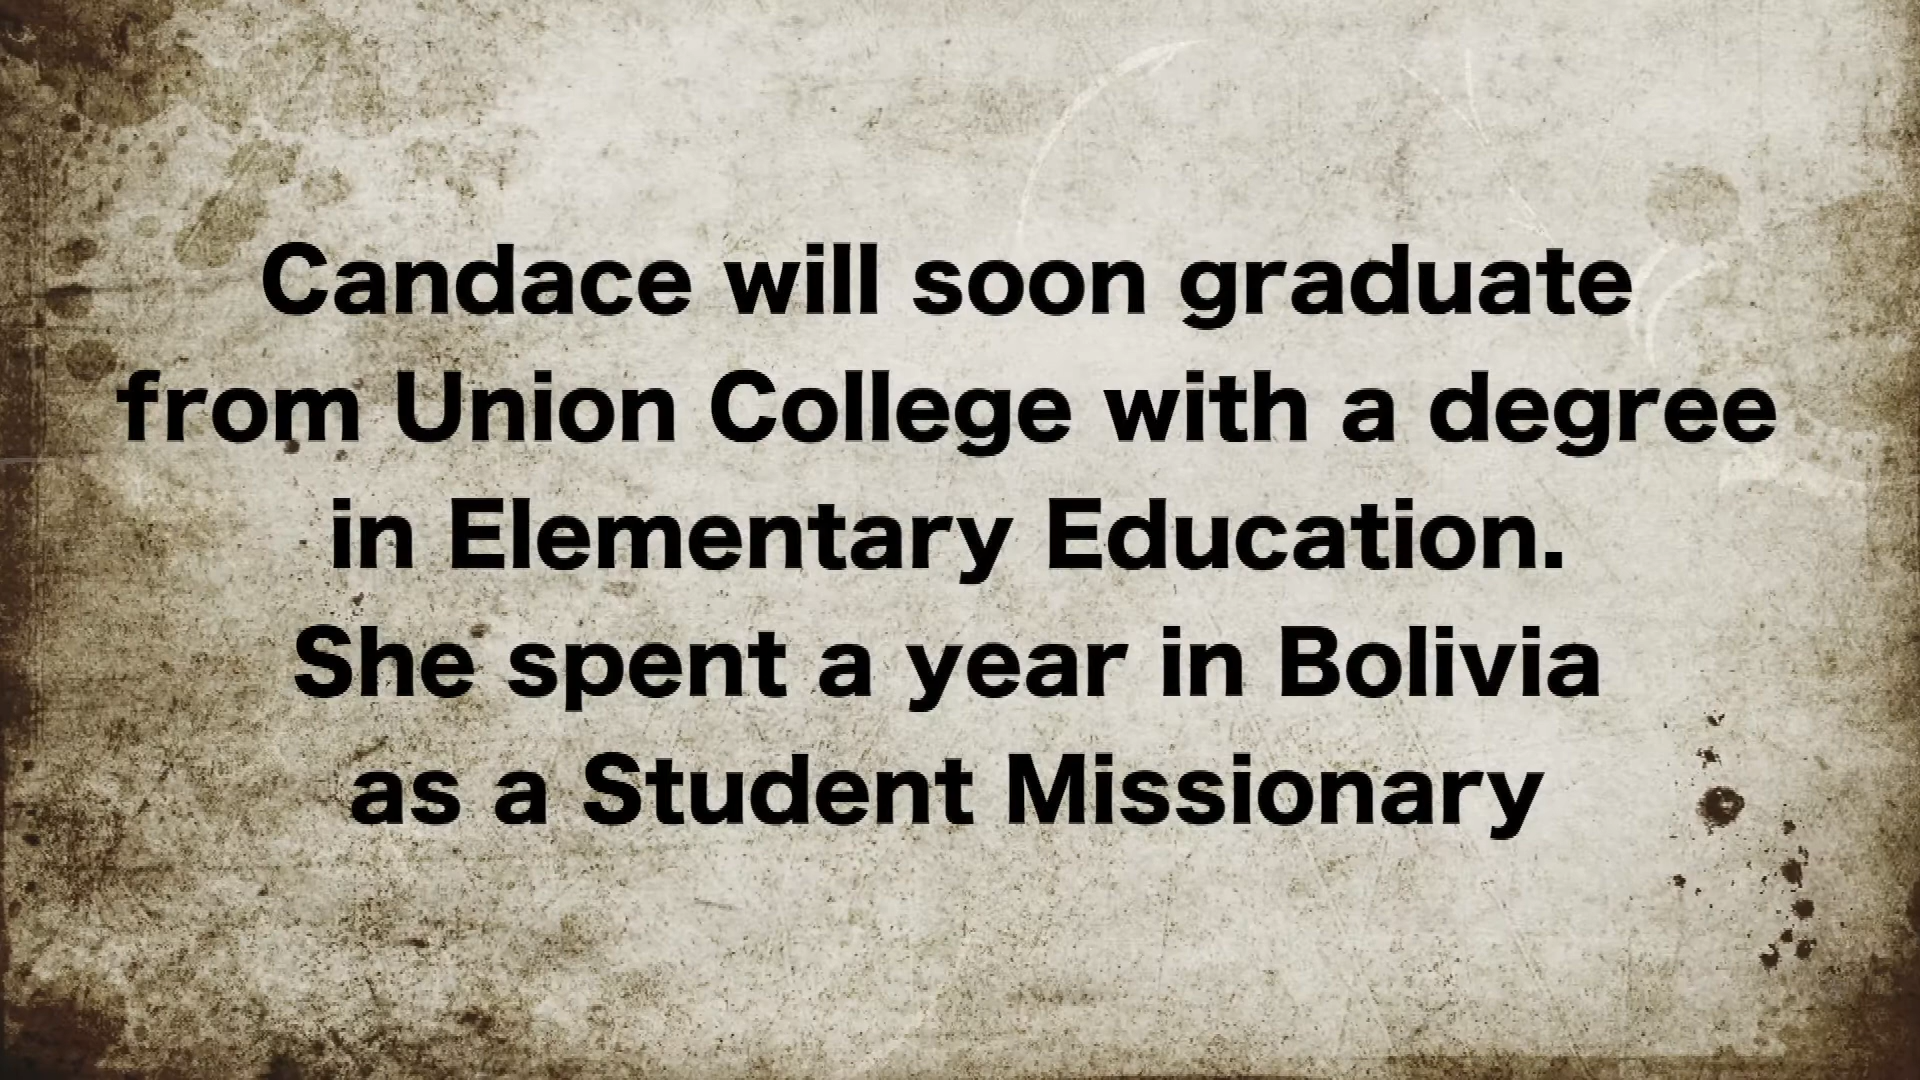 Candace will soon graduate
from Union College with a degree
in Elementary Education.
She spent a year in Bolivia
as a Student Missionary